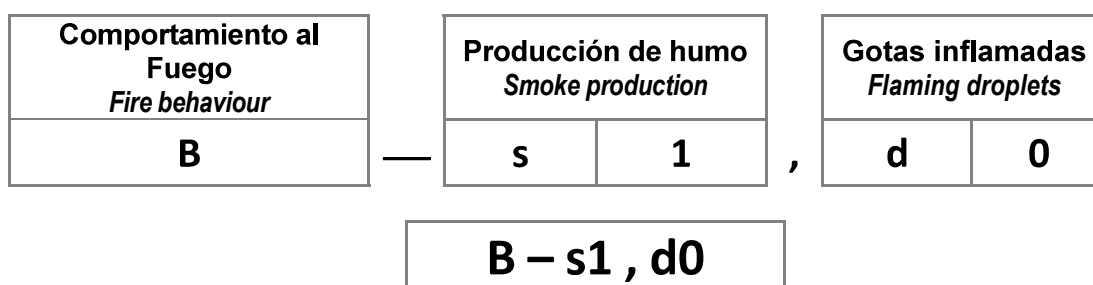 Comportamiento al
Fuego
Fire behaviour
Producción de humo
Smoke production
Gotas inflamadas
Flaming droplets
B — s 1 , d 0
B – s1 , d0